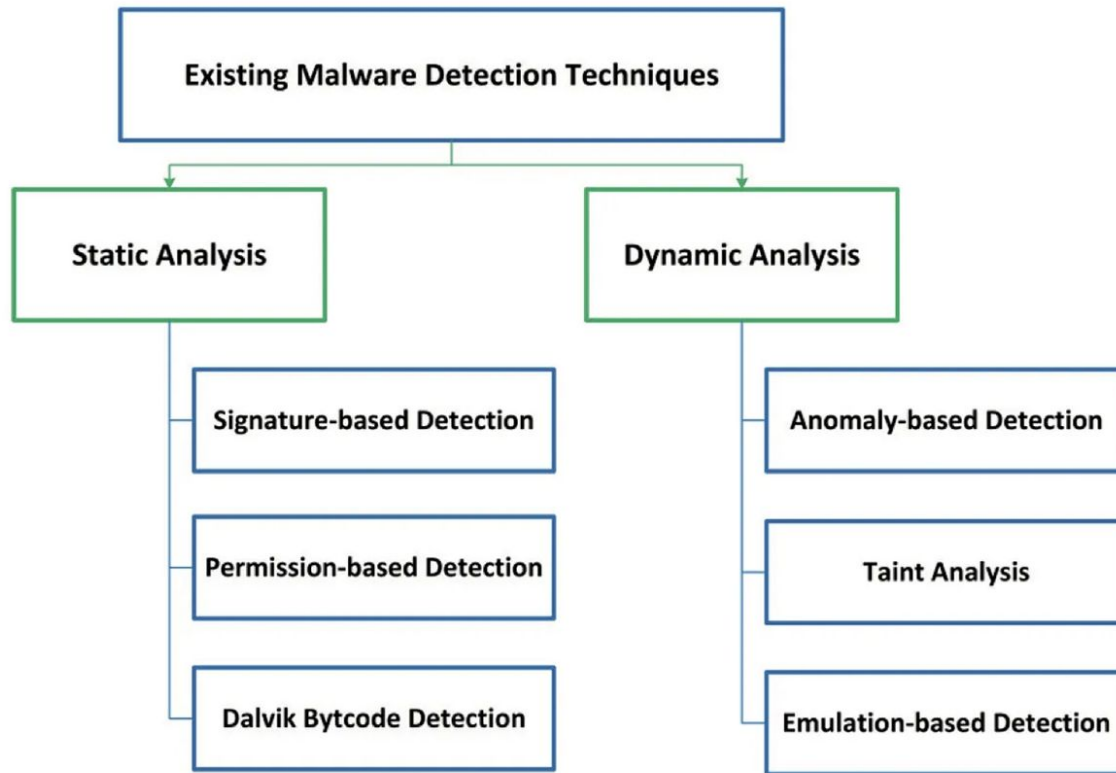 Existing Malware Detection Techniques
Static Analysis
Dynamic Analysis
Signature-based Detection
Anomaly-based Detection
Permission-based Detection
Taint Analysis
Dalvik Bytcode Detection
Emulation-based Detection